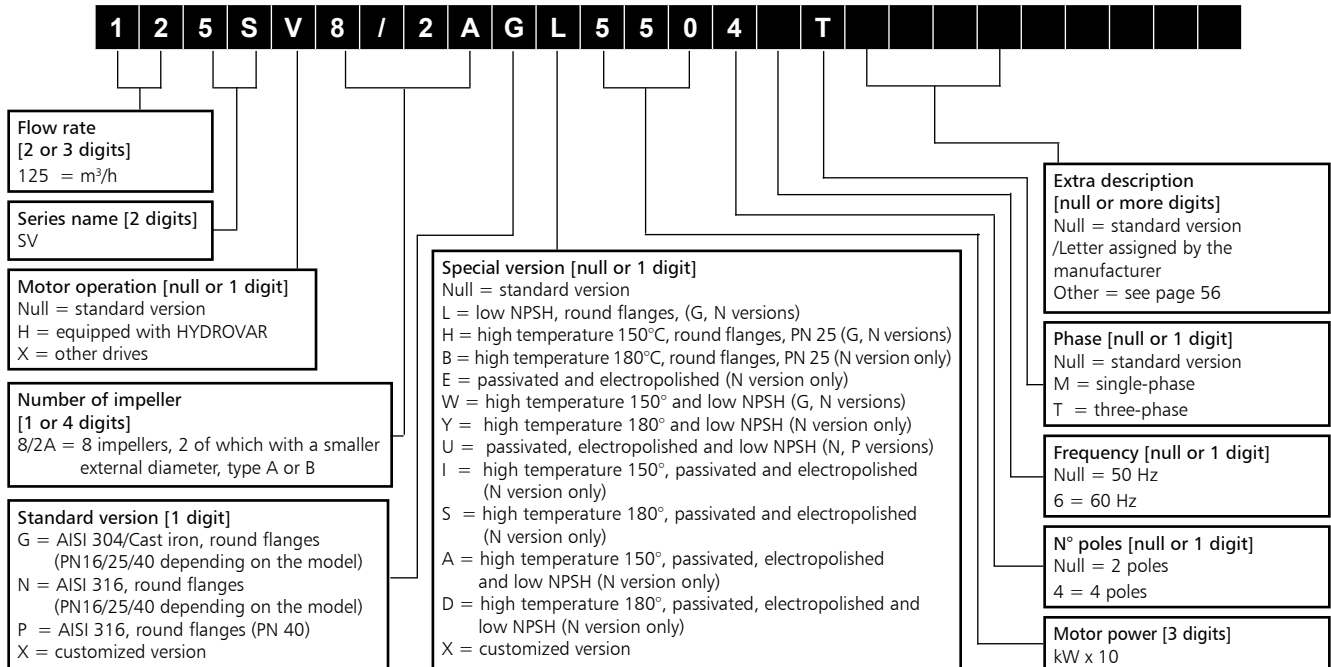 125SV8/2AGL5504 T
Flow rate
[2 or 3 digits]
125 = m³/h
Series name [2 digits]
SV
Motor operation [null or 1 digit]
Null = standard version
H = equipped with HYDROVAR
X = other drives
Number of impeller
[1 or 4 digits]
8/2A = 8 impellers, 2 of which with a smaller
external diameter, type A or B
Standard version [1 digit]
G = AISI 304/Cast iron, round flanges
(PN16/25/40 depending on the model)
N = AISI 316, round flanges
(PN16/25/40 depending on the model)
P = AISI 316, round flanges (PN 40)
X = customized version
Special version [null or 1 digit]
Null = standard version
L = low NPSH, round flanges, (G, N versions)
H = high temperature 150°C, round flanges, PN 25 (G, N versions)
B = high temperature 180°C, round flanges, PN 25 (N version only)
E = passivated and electropolished (N version only)
W = high temperature 150° and low NPSH (G, N versions)
Y = high temperature 180° and low NPSH (N version only)
U = passivated, electropolished and low NPSH (N, P versions)
I = high temperature 150°, passivated and electropolished
(N version only)
S = high temperature 180°, passivated and electropolished
(N version only)
A = high temperature 150°, passivated, electropolished
and low NPSH (N version only)
D = high temperature 180°, passivated, electropolished and
low NPSH (N version only)
X = customized version
Extra description
[null or more digits]
Null = standard version
/Letter assigned by the
manufacturer
Other = see page 56
Phase [null or 1 digit]
Null = standard version
M = single-phase
T = three-phase
Frequency [null or 1 digit]
Null = 50 Hz
6 = 60 Hz
N° poles [null or 1 digit]
Null = 2 poles
4 = 4 poles
Motor power [3 digits]
kW x 10